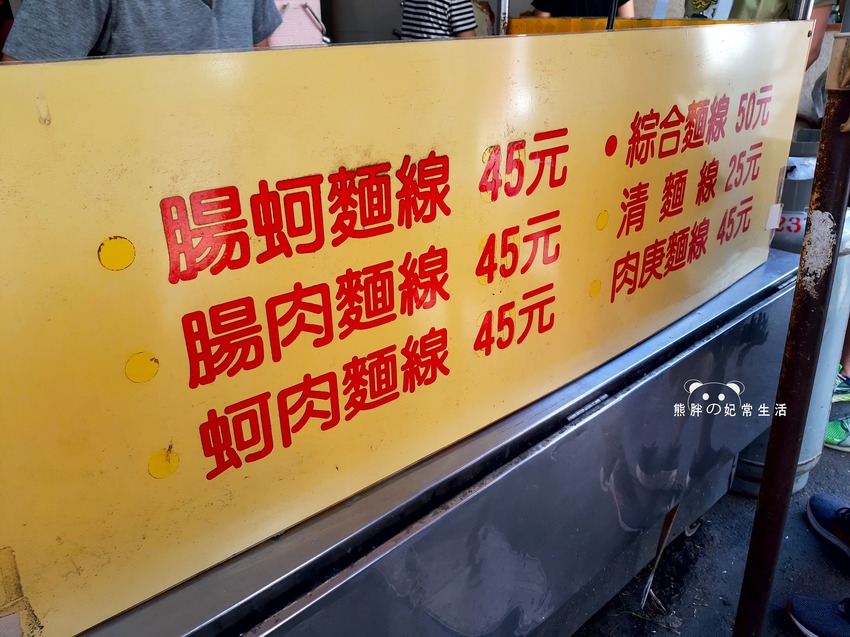 腸蚵麵線 45元
腸肉麵線 45元
蚵肉麵線 45元
綜合麵線 50元
清麵線 25元
肉庚麵線 45元
23
熊胖の妃常生活